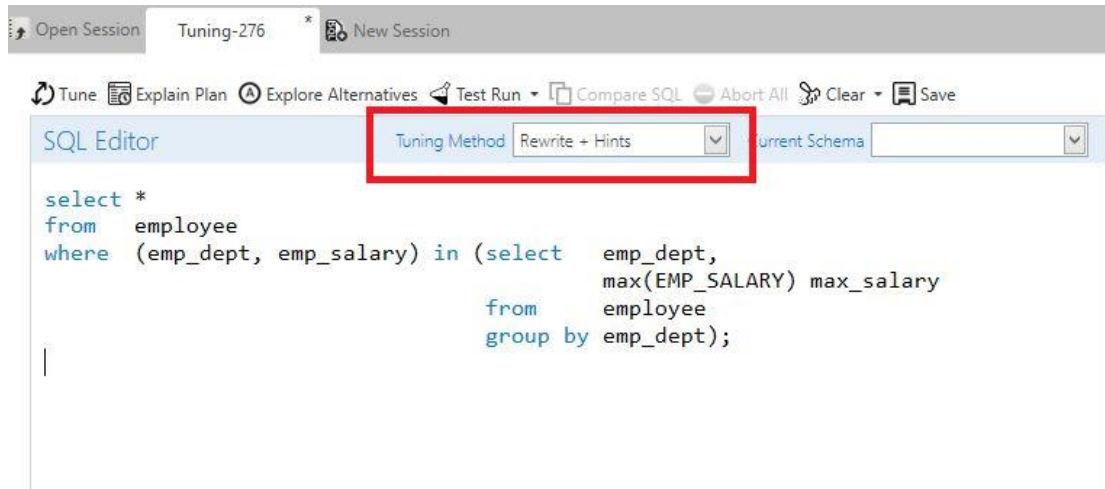 Open Session Tuning-276 * New Session
Tune Explain Plan Explore Alternatives Test Run Compare SQL Abort All Clear Save
SQL Editor Tuning Method Rewrite + Hints Current Schema
select *
from employee
where (emp_dept, emp_salary) in (select emp_dept,
max(EMP_SALARY) max_salary
from employee
group by emp_dept);